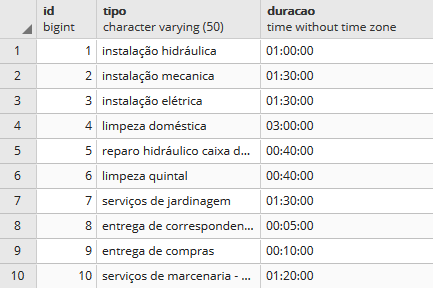 id tipo duracao
bigint character varying (50) time without time zone
1 1 instalação hidráulica 01:00:00
2 2 instalação mecanica 01:30:00
3 3 instalação elétrica 01:30:00
4 4 limpeza doméstica 03:00:00
5 5 reparo hidráulico caixa d... 00:40:00
6 6 limpeza quintal 00:40:00
7 7 serviços de jardinagem 01:30:00
8 8 entrega de corresponden... 00:05:00
9 9 entrega de compras 00:10:00
10 10 serviços de marcenaria - ... 01:20:00